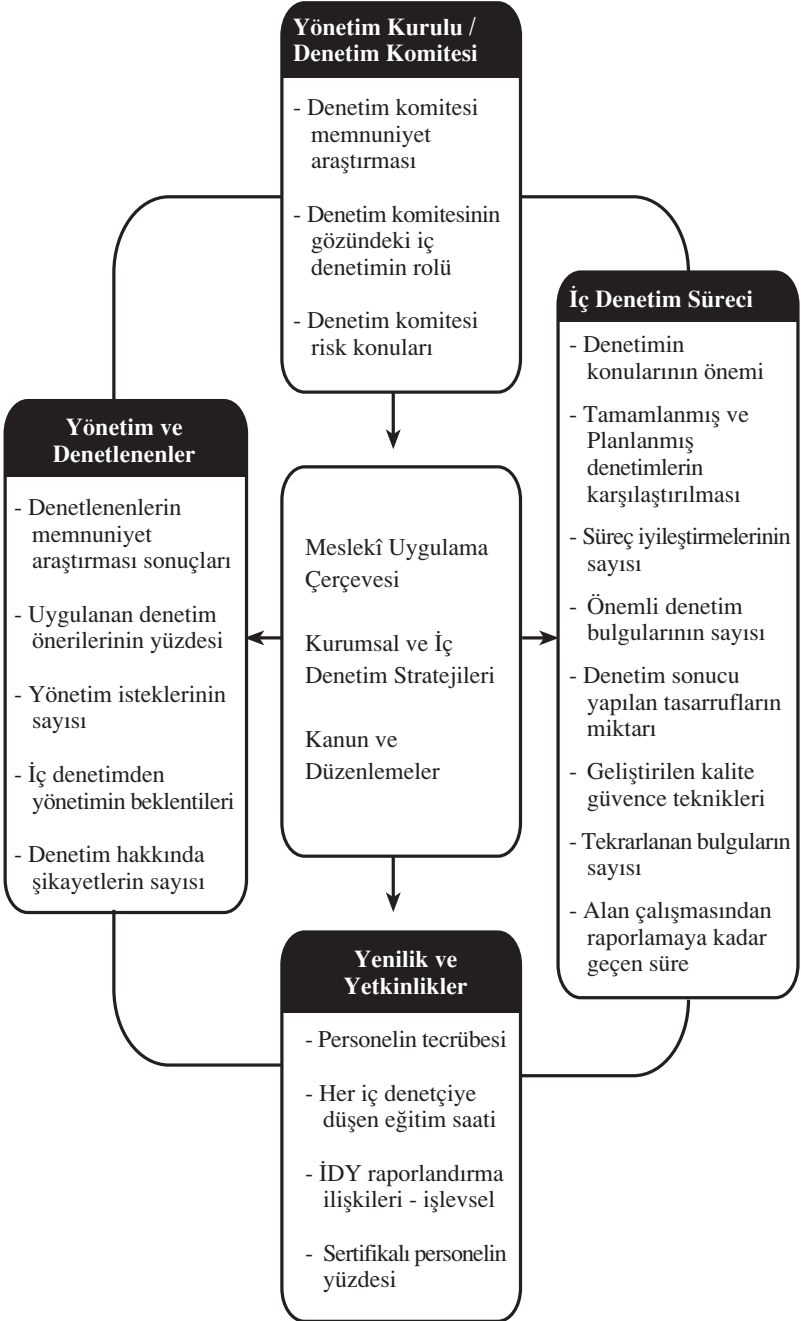 Yönetim Kurulu /
Denetim Komitesi
- Denetim komitesi
memnuniyet
araştırması
- Denetim komitesinin
gözündeki iç
denetimin rolü
- Denetim komitesi
risk konuları
Yönetim ve
Denetlenenler
- Denetlenenlerin
memnuniyet
araştırması sonuçları
- Uygulanan denetim
önerilerinin yüzdesi
- Yönetim isteklerinin
sayısı
- İç denetimden
yönetimin beklentileri
- Denetim hakkında
şikayetlerin sayısı
Meslekî Uygulama
Çerçevesi
Kurumsal ve İç
Denetim Stratejileri
Kanun ve
Düzenlemeler
İç Denetim Süreci
- Denetimin
konularının önemi
- Tamamlanmış ve
Planlanmış
denetimlerin
karşılaştırılması
- Süreç iyileştirmelerinin
sayısı
- Önemli denetim
bulgularının sayısı
- Denetim sonucu
yapılan tasarrufların
miktarı
- Geliştirilen kalite
güvence teknikleri
- Tekrarlanan bulguların
sayısı
- Alan çalışmasından
raporlamaya kadar
geçen süre
Yenilik ve
Yetkinlikler
- Personelin tecrübesi
- Her iç denetçiye
düşen eğitim saati
- İDY raporlandırma
ilişkileri - işlevsel
- Sertifikalı personelin
yüzdesi